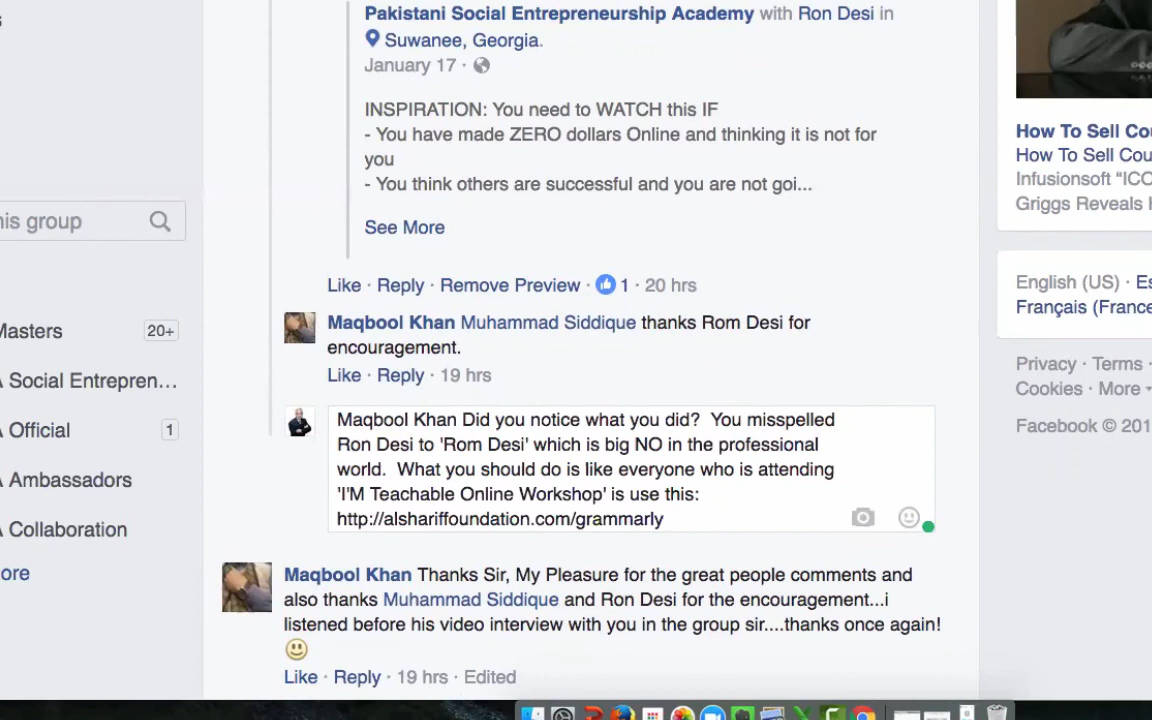 Pakistani Social Entrepreneurship Academy with Ron Desi in
Suwanee, Georgia.
January 17 ·
INSPIRATION: You need to WATCH this IF
- You have made ZERO dollars Online and thinking it is not for
you
- You think others are successful and you are not goi...
See More
Like · Reply · Remove Preview · 1 · 20 hrs
Maqbool Khan Muhammad Siddique thanks Rom Desi for
encouragement.
Like · Reply · 19 hrs
Maqbool Khan Did you notice what you did?  You misspelled
Ron Desi to 'Rom Desi' which is big NO in the professional
world.  What you should do is like everyone who is attending
'I'M Teachable Online Workshop' is use this:
http://alshariffoundation.com/grammarly
Maqbool Khan Thanks Sir, My Pleasure for the great people comments and
also thanks Muhammad Siddique and Ron Desi for the encouragement...i
listened before his video interview with you in the group sir....thanks once again!
Like · Reply · 19 hrs · Edited
his group
Masters 20+
A Social Entrepren...
A Official 1
A Ambassadors
A Collaboration
ore
How To Sell Cou
How To Sell Cou
Infusionsoft "ICO
Griggs Reveals
English (US) · Es
Français (France
Privacy · Terms ·
Cookies · More
Facebook © 201